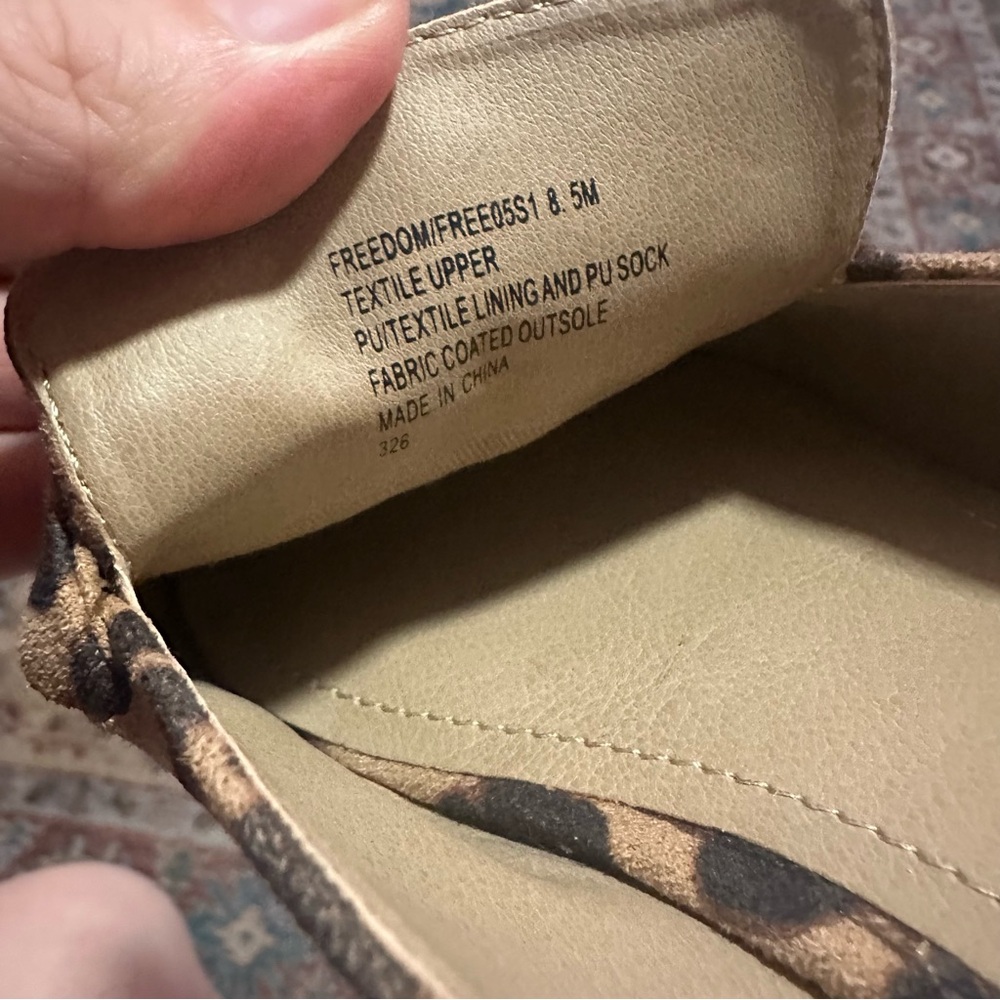 FREEDOM/FREE05S1 8.5M
TEXTILE UPPER
PU/TEXTILE LINING AND PU SOCK
FABRIC COATED OUTSOLE
MADE IN CHINA
326